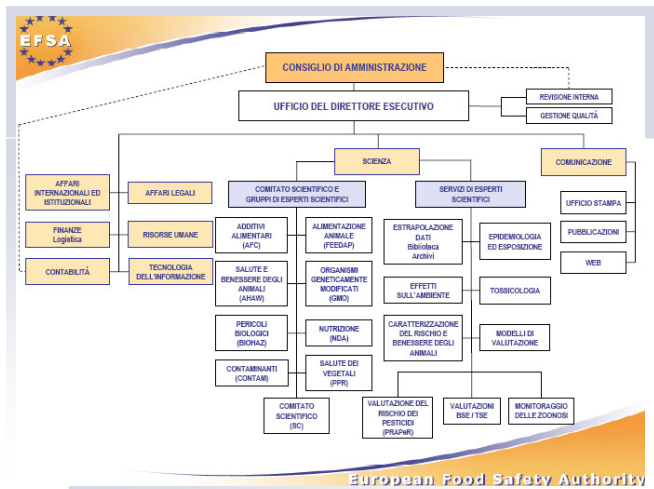 EFSA
CONSIGLIO DI AMMINISTRAZIONE
UFFICIO DEL DIRETTORE ESECUTIVO
REVISIONE INTERNA
GESTIONE QUALITÀ
SCIENZA
COMUNICAZIONE
AFFARI
INTERNAZIONALI ED
ISTITUZIONALI
AFFARI LEGALI
FINANZE
Logistica
RISORSE UMANE
CONTABILITÀ
TECNOLOGIA
DELL'INFORMAZIONE
COMITATO SCIENTIFICO E
GRUPPI DI ESPERTI SCIENTIFICI
ADDITIVI
ALIMENTARI
(AFC)
ALIMENTAZIONE
ANIMALE
(FEEDAP)
SALUTE E
BENESSERE DEGLI
ANIMALI
(AHAW)
ORGANISMI
GENETICAMENTE
MODIFICATI
(GMO)
PERICOLI
BIOLOGICI
(BIOHAZ)
NUTRIZIONE
(NDA)
CONTAMINANTI
(CONTAM)
SALUTE DEI
VEGETALI
(PPR)
COMITATO
SCIENTIFICO
(SC)
SERVIZI DI ESPERTI
SCIENTIFICI
ESTRAPOLAZIONE
DATI
Biblioteca
Archivi
EPIDEMIOLOGIA
ED ESPOSIZIONE
EFFETTI
SULL'AMBIENTE
TOSSICOLOGIA
CARATTERIZZAZIONE
DEL RISCHIO E
BENESSERE DEGLI
ANIMALI
MODELLI DI
VALUTAZIONE
VALUTAZIONE DEL
RISCHIO DEI
PESTICIDI
(PRAPeR)
VALUTAZIONI
BSE / TSE
MONITORAGGIO
DELLE ZOONOSI
UFFICIO STAMPA
PUBBLICAZIONI
WEB
European Food Safety Authority